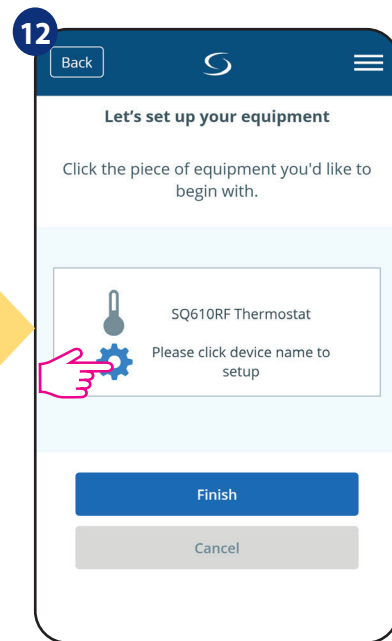 12
Back
Let’s set up your equipment
Click the piece of equipment you'd like to
begin with.
SQ610RF Thermostat
Please click device name to
setup
Finish
Cancel